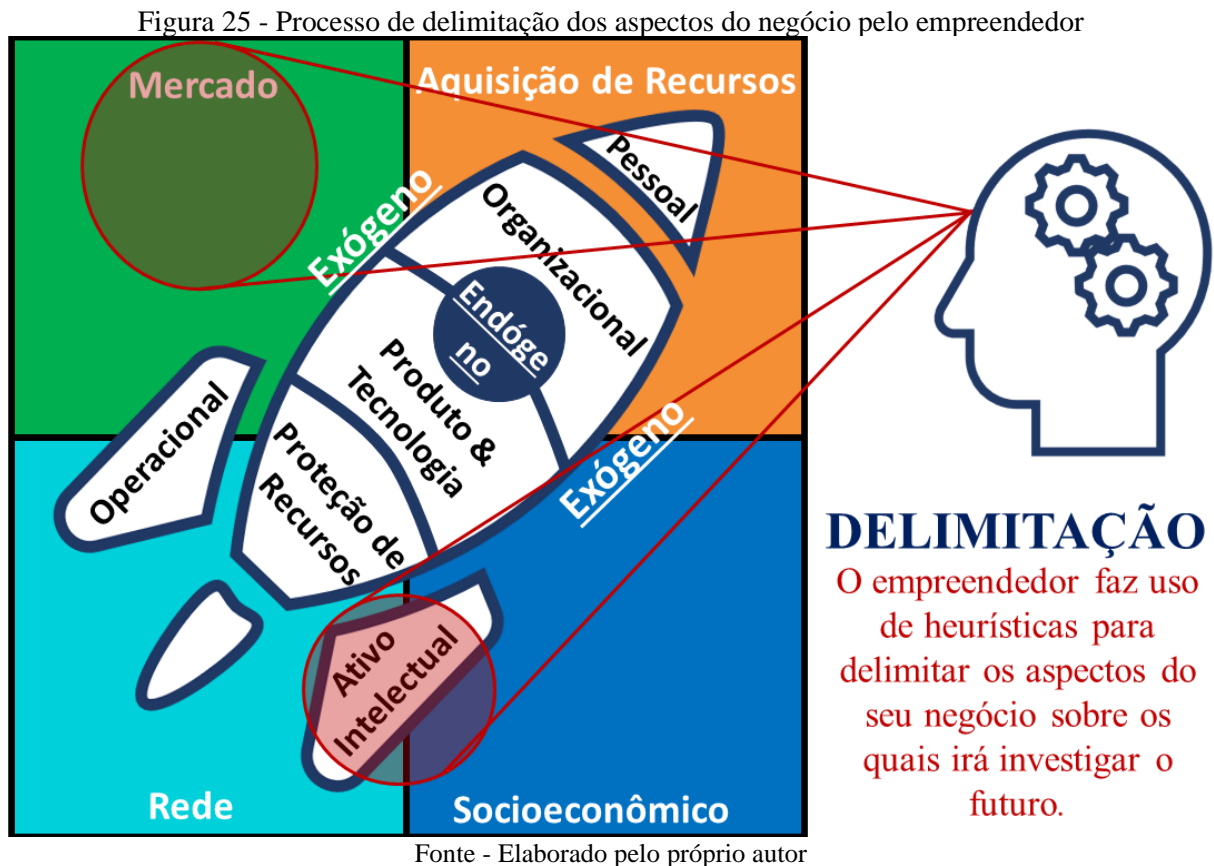 Figura 25 - Processo de delimitação dos aspectos do negócio pelo empreendedor
Mercado
Aquisição de Recursos
Pessoal
Exógeno
Organizacional
Endóge
no
Produto &
Tecnologia
Operacional
Proteção de
Recursos
Exógeno
Ativo
Intelectual
Rede
Socioeconômico
DELIMITAÇÃO
O empreendedor faz uso
de heurísticas para
delimitar os aspectos do
seu negócio sobre os
quais irá investigar o
futuro.
Fonte - Elaborado pelo próprio autor